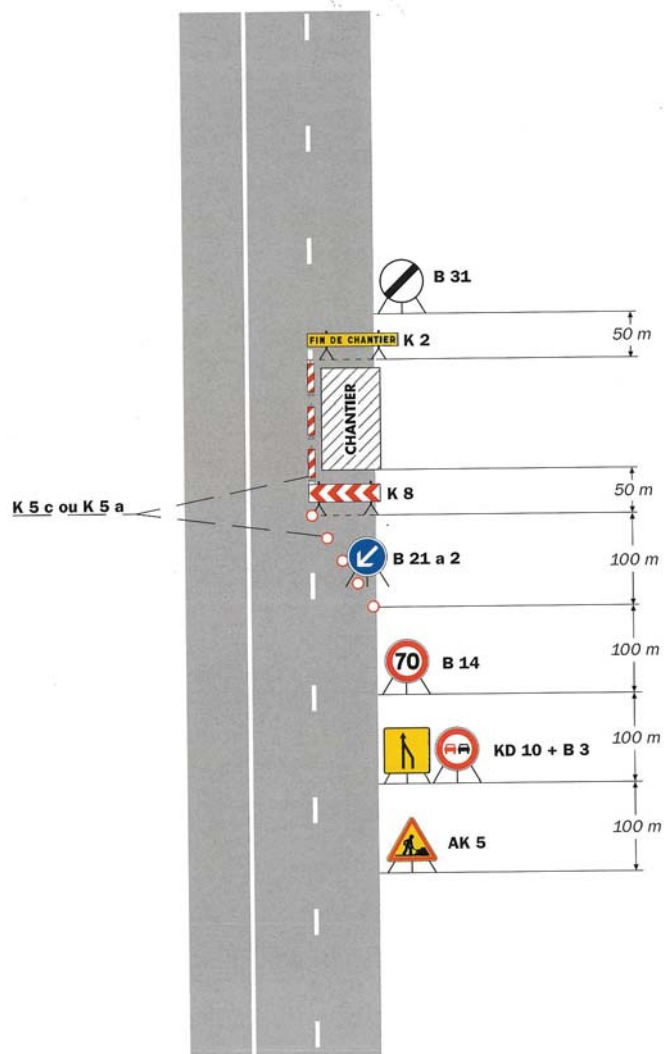 B 31
50 m
FIN DE CHANTIER
K 2
CHANTIER
K 5 c ou K 5 a
K 8
50 m
B 21 a 2
100 m
70
B 14
100 m
KD 10 + B 3
100 m
AK 5
100 m